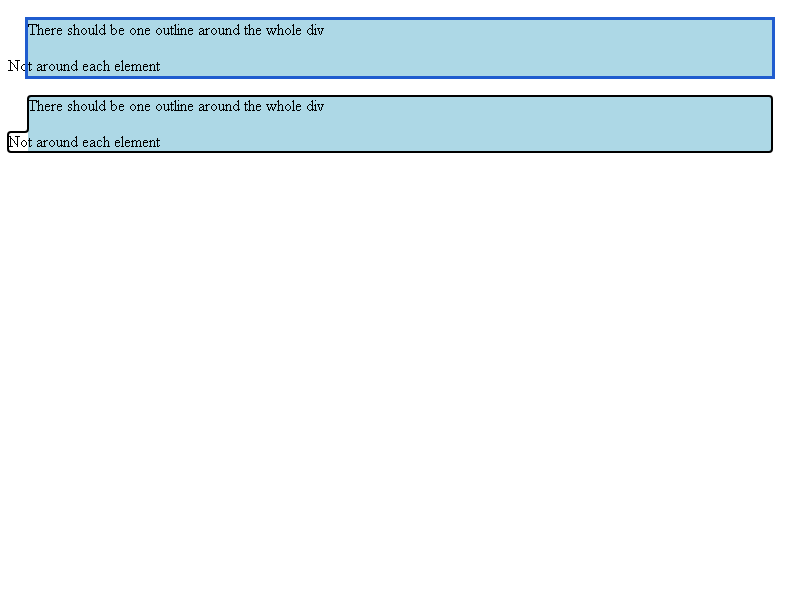 There should be one outline around the whole div
Not around each element
There should be one outline around the whole div
Not around each element